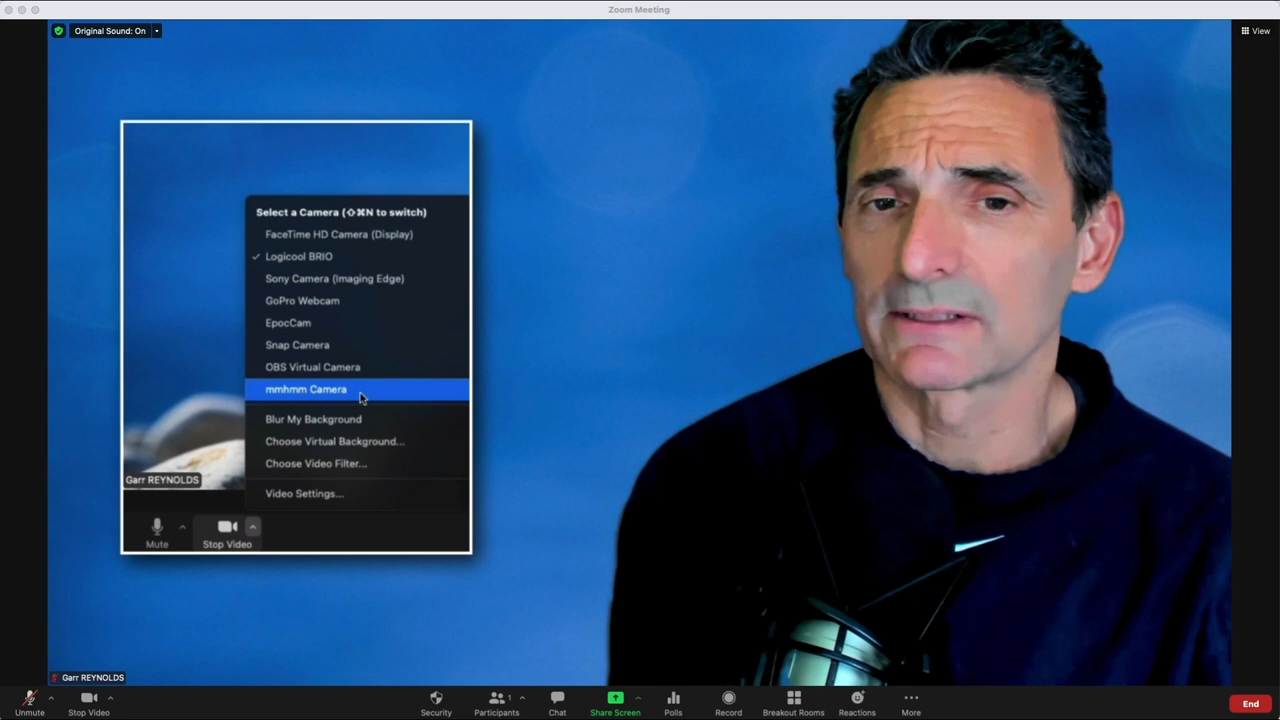 Zoom Meeting
Original Sound: On
View
Select a Camera (⇧⌘N to switch)
FaceTime HD Camera (Display)
✓ Logicool BRIO
Sony Camera (Imaging Edge)
GoPro Webcam
EpocCam
Snap Camera
OBS Virtual Camera
mmhmm Camera
Blur My Background
Choose Virtual Background...
Choose Video Filter...
Video Settings...
Garr REYNOLDS
Mute
Stop Video
Garr REYNOLDS
Unmute
Stop Video
Security
Participants
1
Chat
Share Screen
Polls
Record
Breakout Rooms
Reactions
More
End